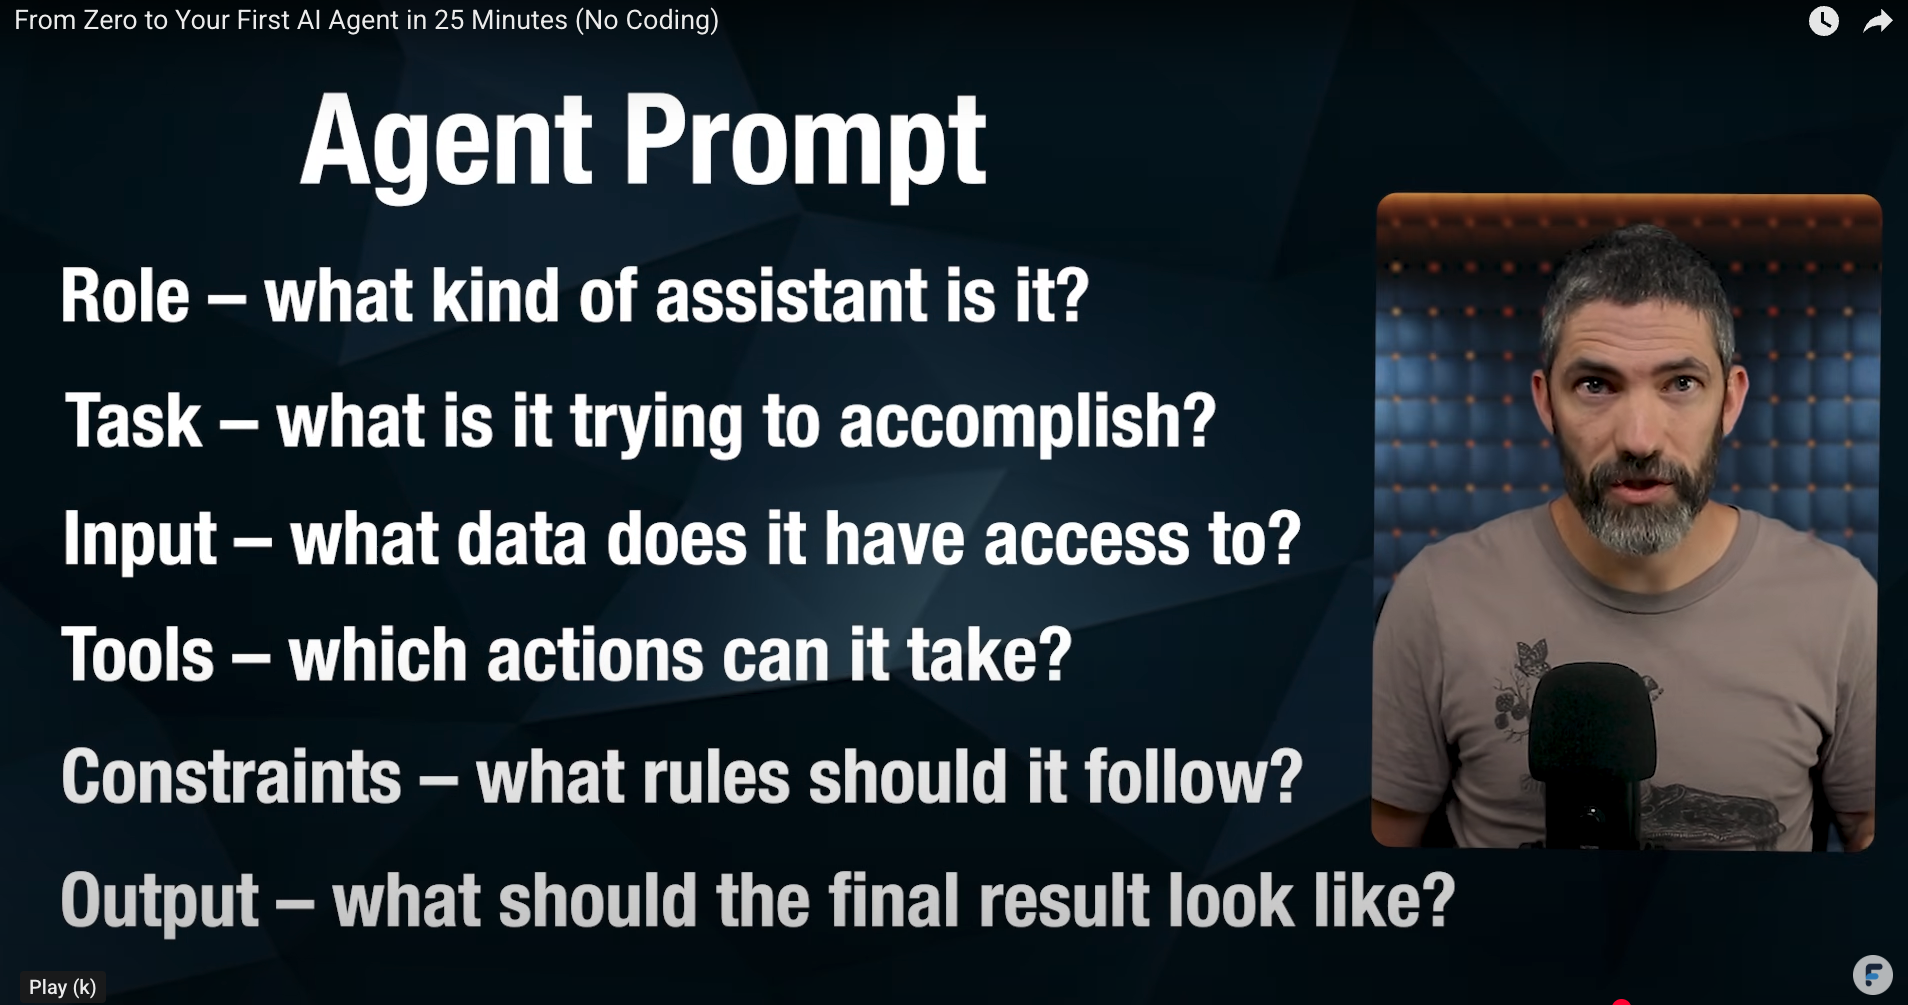 From Zero to Your First AI Agent in 25 Minutes (No Coding)
Agent Prompt
Role – what kind of assistant is it?
Task – what is it trying to accomplish?
Input – what data does it have access to?
Tools – which actions can it take?
Constraints – what rules should it follow?
Output – what should the final result look like?
Play (k)
F